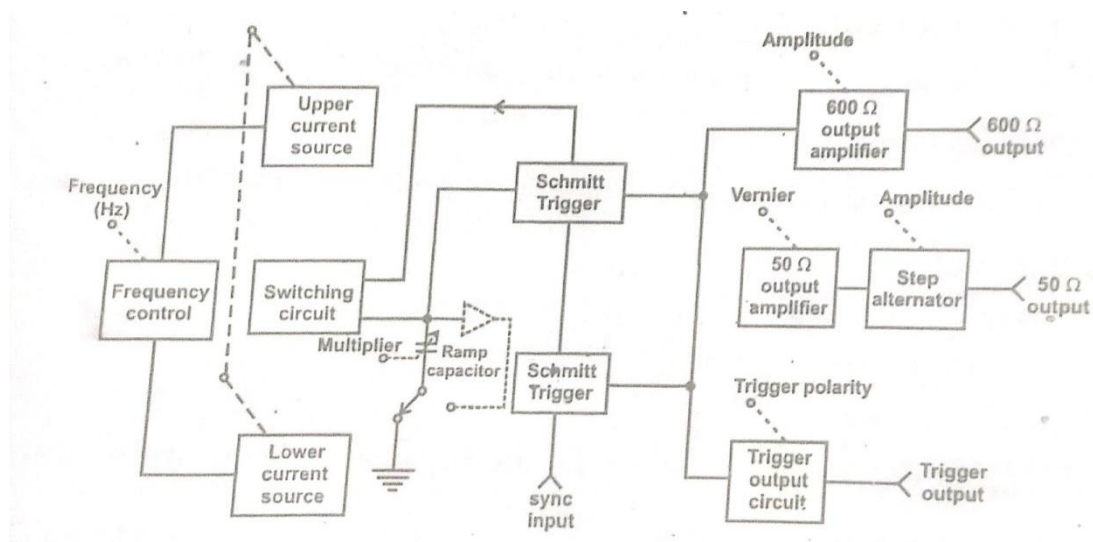 Amplitude
Upper
current
source
600 Ω
output
amplifier
600 Ω
output
Frequency
(Hz)
Schmitt
Trigger
Vernier
Amplitude
Frequency
control
Switching
circuit
50 Ω
output
amplifier
Step
alternator
50 Ω
output
Multiplier
Ramp
capacitor
Schmitt
Trigger
Trigger polarity
Lower
current
source
Trigger
output
circuit
Trigger
output
sync
input